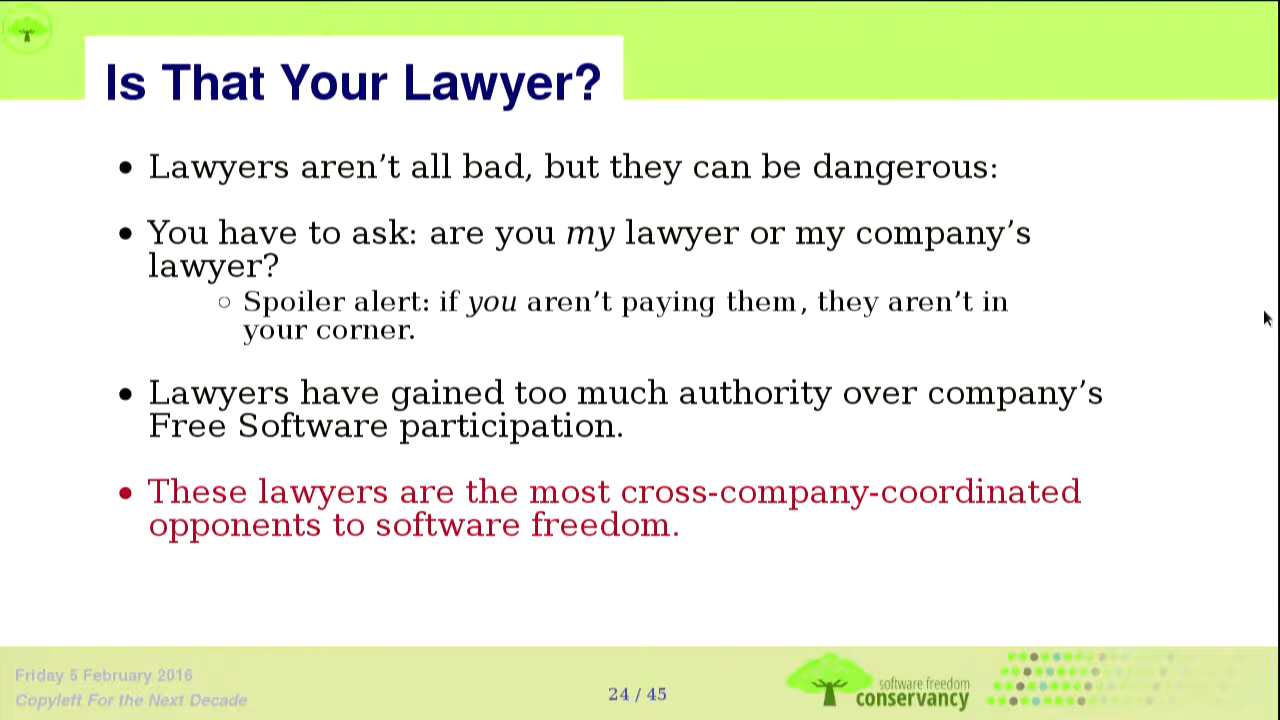 Is That Your Lawyer?
• Lawyers aren’t all bad, but they can be dangerous:
• You have to ask: are you my lawyer or my company’s
lawyer?
○ Spoiler alert: if you aren’t paying them, they aren’t in
your corner.
• Lawyers have gained too much authority over company’s
Free Software participation.
• These lawyers are the most cross-company-coordinated
opponents to software freedom.
Friday 5 February 2016
Copyleft For the Next Decade
24 / 45
software freedom
conservancy